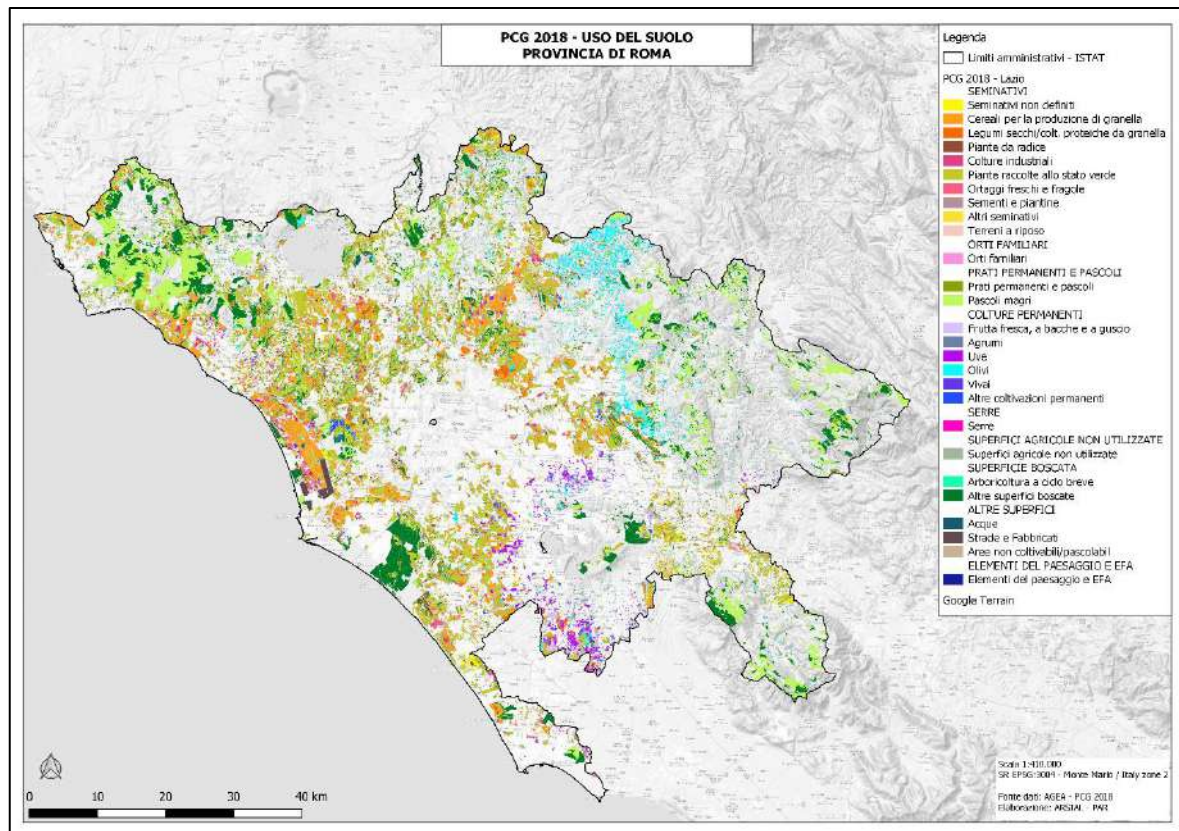 PCG 2018 - USO DEL SUOLO
PROVINCIA DI ROMA
Legenda
Limiti amministrativi - ISTAT
PCG 2018 - Lazio
SEMINATIVI
Seminativi non definiti
Cereali per la produzione di granella
Legumi secchi/colt. proteiche da granella
Piante da radice
Colture industriali
Piante raccolte allo stato verde
Ortaggi freschi e fragole
Sementi e piantine
Altri seminativi
Terreni a riposo
ORTI FAMILIARI
Orti familiari
PRATI PERMANENTI E PASCOLI
Prati permanenti e pascoli
Pascoli magri
COLTURE PERMANENTI
Frutta fresca, a bacche e a guscio
Agrumi
Uve
Olivi
Vivai
Altre coltivazioni permanenti
SERRE
Serre
SUPERFICI AGRICOLE NON UTILIZZATE
Superfici agricole non utilizzate
SUPERFICIE BOSCATA
Arboricoltura a ciclo breve
Altre superfici boscate
ALTRE SUPERFICI
Acque
Strade e Fabbricati
Aree non coltivabili/pascolabili
ELEMENTI DEL PAESAGGIO E EFA
Elementi del paesaggio e EFA
Google Terrain
Scala 1:410.000
SR EPSG:3004 - Monte Mario / Italy zone 2
Fonte dati: AGEA - PCG 2018
Elaborazione: ARSIAL - PAR
0 10 20 30 40 km